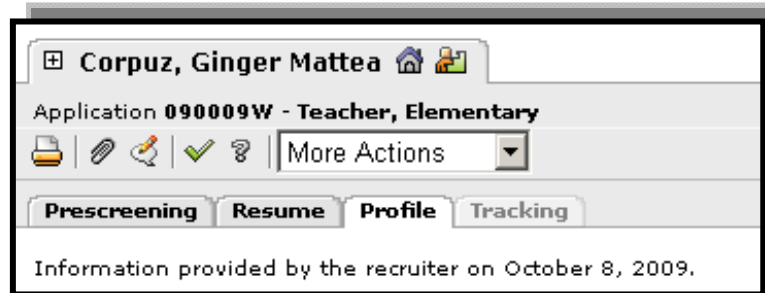 Corpuz, Ginger Mattea
Application 090009W - Teacher, Elementary
More Actions
Prescreening Resume Profile Tracking
Information provided by the recruiter on October 8, 2009.